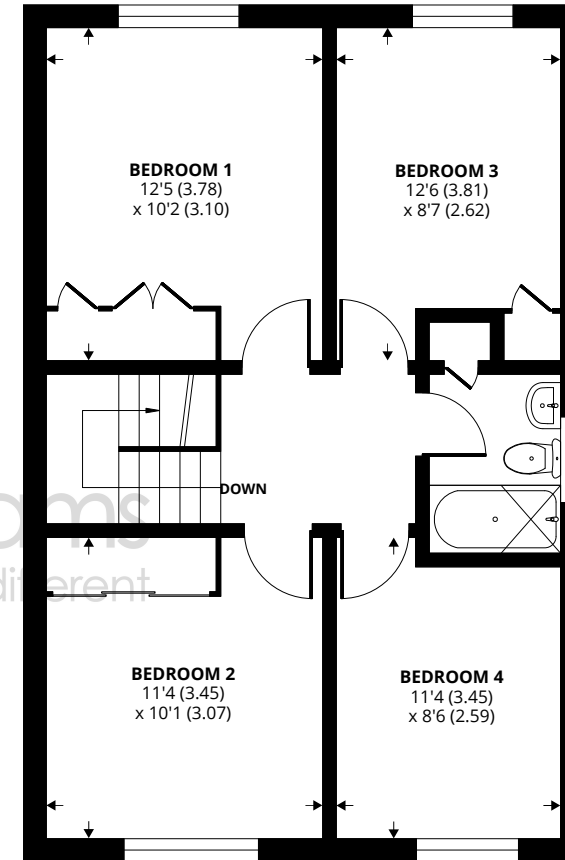 BEDROOM 1
12'5 (3.78)
x 10'2 (3.10)
BEDROOM 3
12'6 (3.81)
x 8'7 (2.62)
DOWN
ams
different
BEDROOM 2
11'4 (3.45)
x 10'1 (3.07)
BEDROOM 4
11'4 (3.45)
x 8'6 (2.59)